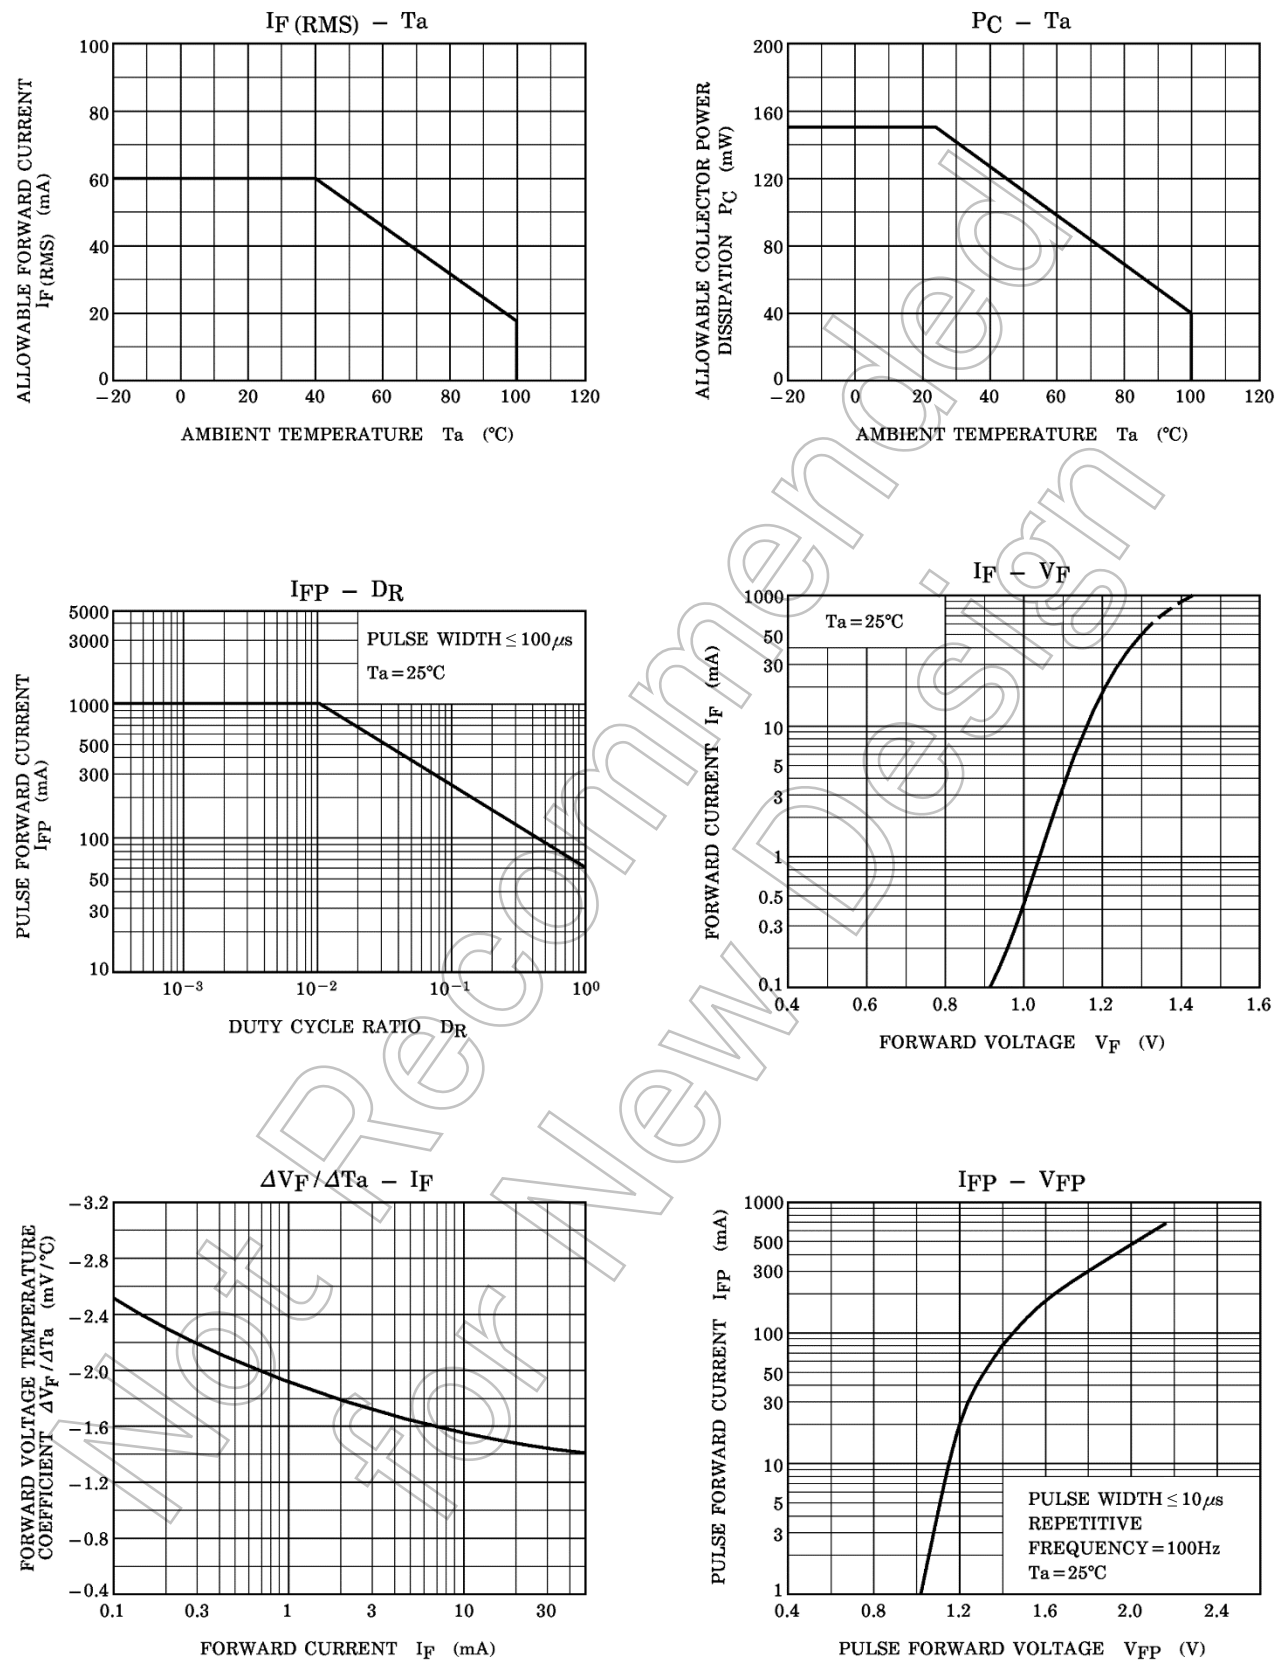 IF (RMS) – Ta
ALLOWABLE FORWARD CURRENT
IF (RMS) (mA)
100
80
60
40
20
0
−20 0 20 40 60 80 100 120
AMBIENT TEMPERATURE Ta (°C)
PC – Ta
ALLOWABLE COLLECTOR POWER
DISSIPATION PC (mW)
200
160
120
80
40
0
−20 0 20 40 60 80 100 120
AMBIENT TEMPERATURE Ta (°C)
IFP – DR
PULSE FORWARD CURRENT
IFP (mA)
5000
3000
1000
500
300
100
50
30
10
PULSE WIDTH ≤ 100 μs
Ta = 25°C
10⁻³ 10⁻² 10⁻¹ 10⁰
DUTY CYCLE RATIO DR
IF – VF
FORWARD CURRENT IF (mA)
1000
50
30
10
5
3
1
0.5
0.3
0.1
Ta = 25°C
0.4 0.6 0.8 1.0 1.2 1.4 1.6
FORWARD VOLTAGE VF (V)
ΔVF / ΔTa – IF
FORWARD VOLTAGE TEMPERATURE
COEFFICIENT ΔVF / ΔTa (mV / °C)
−3.2
−2.8
−2.4
−2.0
−1.6
−1.2
−0.8
−0.4
0.1 0.3 1 3 10 30
FORWARD CURRENT IF (mA)
IFP – VFP
PULSE FORWARD CURRENT IFP (mA)
1000
500
300
100
50
30
10
5
3
1
PULSE WIDTH ≤ 10 μs
REPETITIVE
FREQUENCY = 100Hz
Ta = 25°C
0.4 0.8 1.2 1.6 2.0 2.4
PULSE FORWARD VOLTAGE VFP (V)
Not Recommended
for New Design